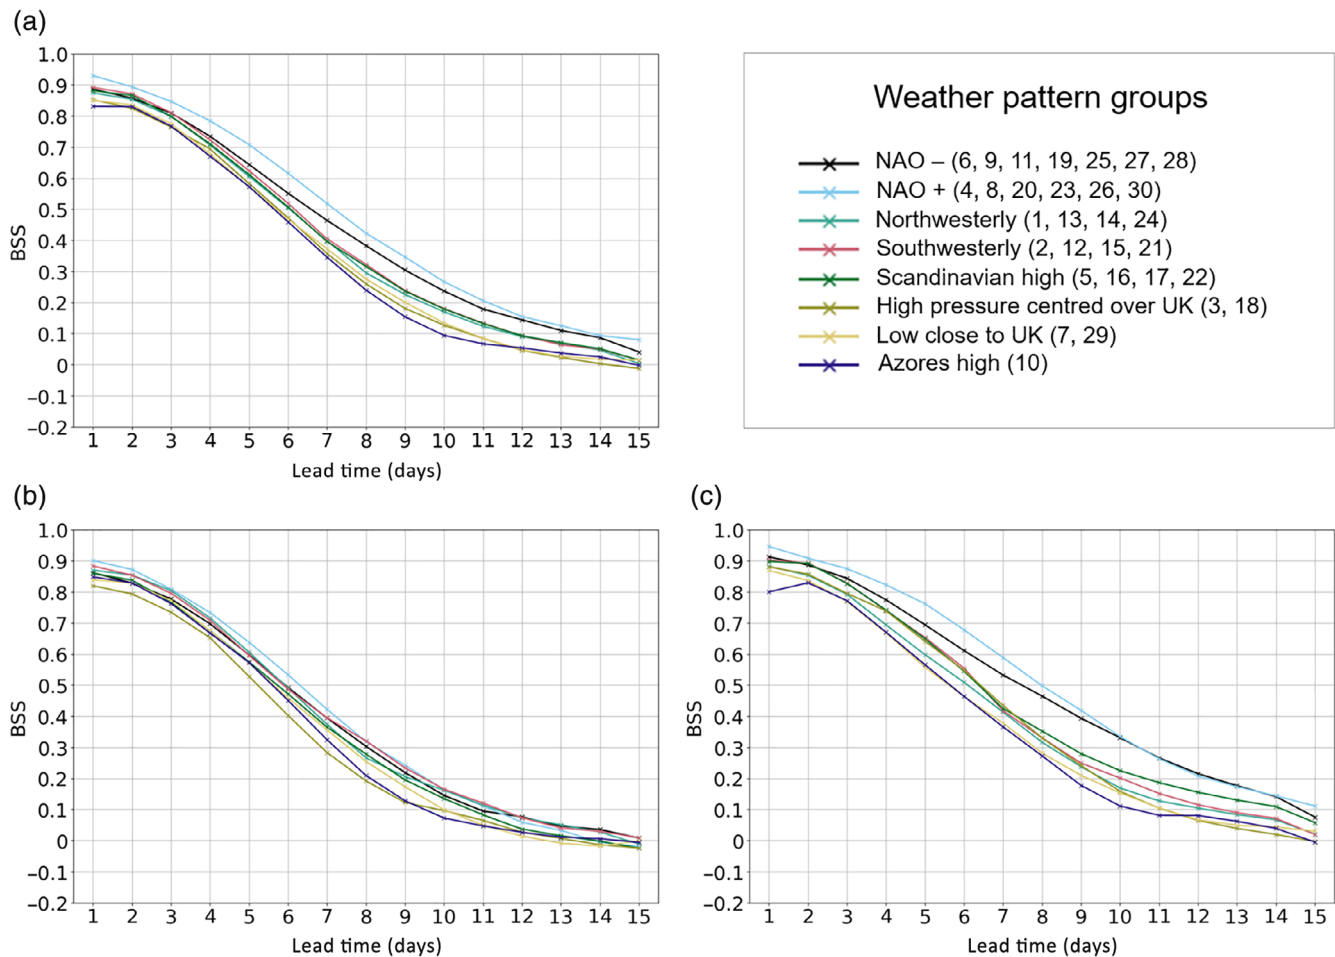 (a)
1.0
0.9
0.8
0.7
0.6
0.5
0.4
0.3
0.2
0.1
0
−0.1
−0.2
BSS
1 2 3 4 5 6 7 8 9 10 11 12 13 14 15
Lead time (days)
Weather pattern groups
NAO – (6, 9, 11, 19, 25, 27, 28)
NAO + (4, 8, 20, 23, 26, 30)
Northwesterly (1, 13, 14, 24)
Southwesterly (2, 12, 15, 21)
Scandinavian high (5, 16, 17, 22)
High pressure centred over UK (3, 18)
Low close to UK (7, 29)
Azores high (10)
(b)
1.0
0.9
0.8
0.7
0.6
0.5
0.4
0.3
0.2
0.1
0
−0.1
−0.2
BSS
1 2 3 4 5 6 7 8 9 10 11 12 13 14 15
Lead time (days)
(c)
1.0
0.9
0.8
0.7
0.6
0.5
0.4
0.3
0.2
0.1
0
−0.1
−0.2
BSS
1 2 3 4 5 6 7 8 9 10 11 12 13 14 15
Lead time (days)